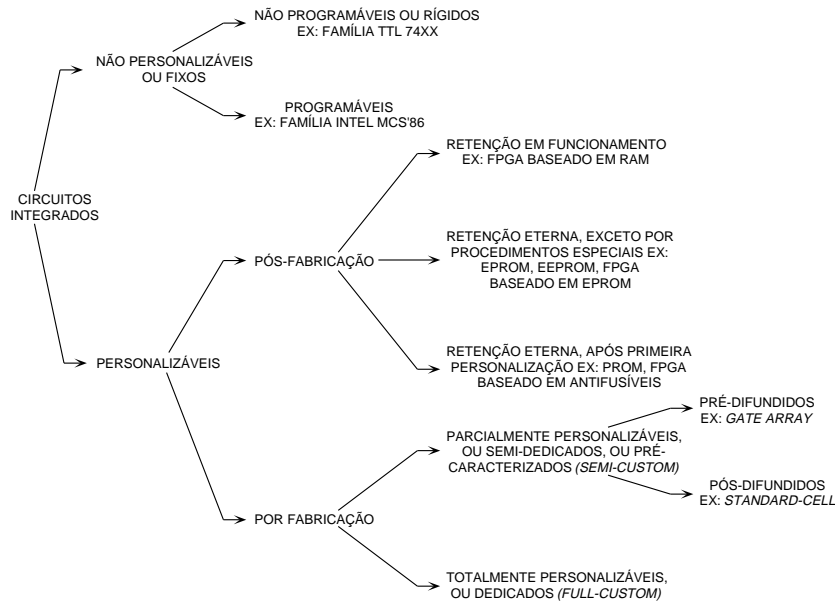 NÃO PROGRAMÁVEIS OU RÍGIDOS
EX: FAMÍLIA TTL 74XX
NÃO PERSONALIZÁVEIS
OU FIXOS
PROGRAMÁVEIS
EX: FAMÍLIA INTEL MCS'86
RETENÇÃO EM FUNCIONAMENTO
EX: FPGA BASEADO EM RAM
CIRCUITOS
INTEGRADOS
RETENÇÃO ETERNA, EXCETO POR
PROCEDIMENTOS ESPECIAIS EX:
EPROM, EEPROM, FPGA
BASEADO EM EPROM
PÓS-FABRICAÇÃO
PERSONALIZÁVEIS
RETENÇÃO ETERNA, APÓS PRIMEIRA
PERSONALIZAÇÃO EX: PROM, FPGA
BASEADO EM ANTIFUSÍVEIS
PRÉ-DIFUNDIDOS
EX: GATE ARRAY
PARCIALMENTE PERSONALIZÁVEIS,
OU SEMI-DEDICADOS, OU PRÉ-
CARACTERIZADOS (SEMI-CUSTOM)
PÓS-DIFUNDIDOS
EX: STANDARD-CELL
POR FABRICAÇÃO
TOTALMENTE PERSONALIZÁVEIS,
OU DEDICADOS (FULL-CUSTOM)